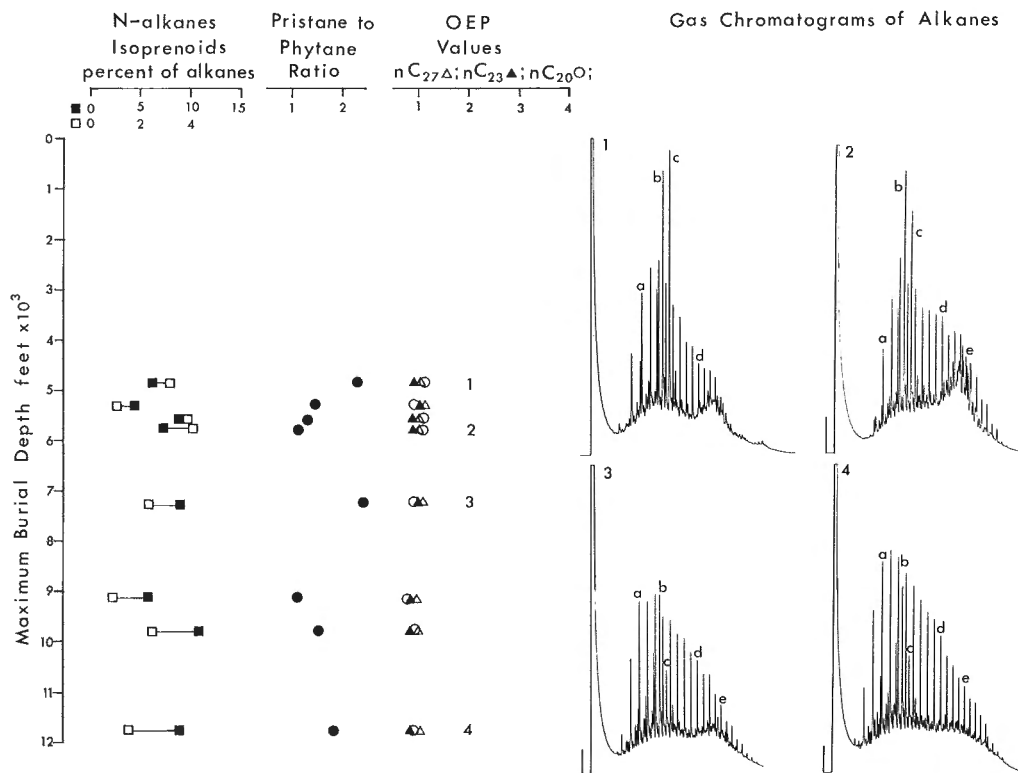 N-alkanes
Isoprenoids
percent of alkanes
Pristane to
Phytane
Ratio
OEP
Values
nC27△; nC23▲; nC20○;
Gas Chromatograms of Alkanes
■ 0 5 10 15
□ 0 2 4
1 2
1 2 3 4
Maximum Burial Depth feet x10³
0
1
2
3
4
5
6
7
8
9
10
11
12
1
2
3
4
1
a
b
c
d
2
a
b
c
d
e
3
a
b
c
d
e
4
a
b
c
d
e